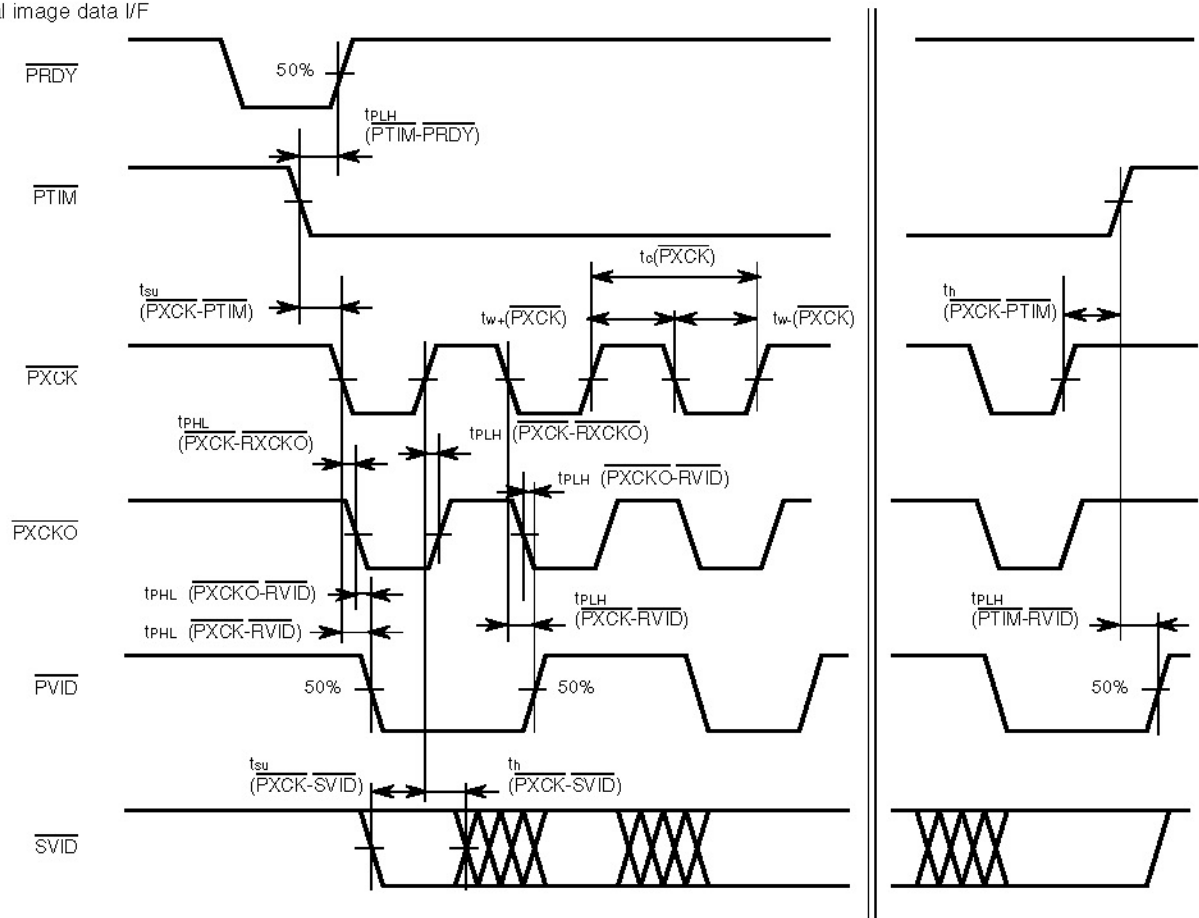 al image data I/F
PRDY
50%
tPLH
(PTIM-PRDY)
PTIM
tc(PXCK)
tsu
(PXCK-PTIM)
tw+(PXCK)
tw-(PXCK)
th
(PXCK-PTIM)
PXCK
tPHL
(PXCK-RXCKO)
tPLH (PXCK-RXCKO)
tPLH (PXCKO-RVID)
PXCKO
tPHL (PXCKO-RVID)
tPHL (PXCK-RVID)
tPLH
(PXCK-RVID)
tPLH
(PTIM-RVID)
PVID
50%
50%
50%
tsu
(PXCK-SVID)
th
(PXCK-SVID)
SVID